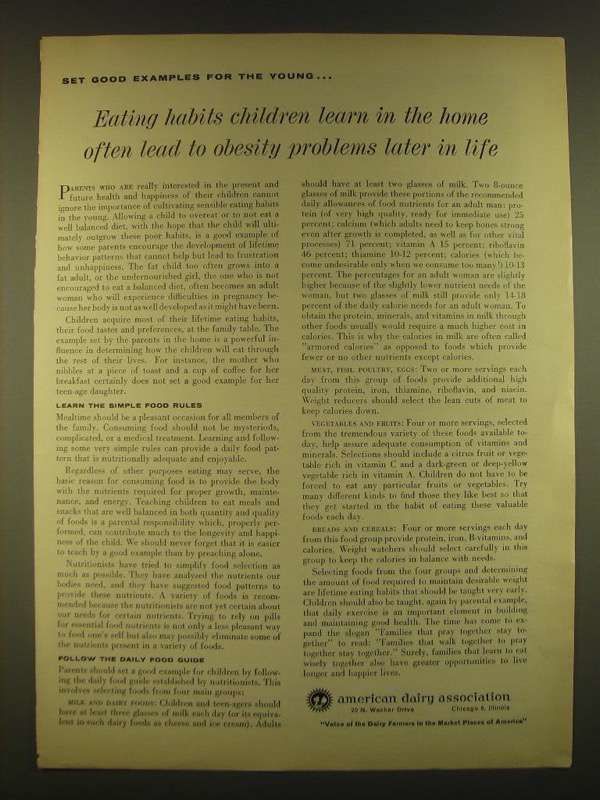 SET GOOD EXAMPLES FOR THE YOUNG...
Eating habits children learn in the home
often lead to obesity problems later in life
PARENTS WHO ARE really interested in the present and
future health and happiness of their children cannot
ignore the importance of cultivating sensible eating habits
in the young. Allowing a child to overeat or to not eat a
well balanced diet, with the hope that the child will ulti-
mately outgrow these poor habits, is a good example of
how some parents encourage the development of lifetime
behavior patterns that cannot help but lead to frustration
and unhappiness. The fat child too often grows into a
fat adult, or the undernourished girl, the one who is not
encouraged to eat a balanced diet, often becomes an adult
woman who will experience difficulties in pregnancy be-
cause her body is not as well developed as it might have been.
Children acquire most of their lifetime eating habits,
their food tastes and preferences, at the family table. The
example set by the parents in the home is a powerful in-
fluence in determining how the children will eat through
the rest of their lives. For instance, the mother who
nibbles at a piece of toast and a cup of coffee for her
breakfast certainly does not set a good example for her
teen-age daughter.
LEARN THE SIMPLE FOOD RULES
Mealtime should be a pleasant occasion for all members of
the family. Consuming food should not be mysterious,
complicated, or a medical treatment. Learning and follow-
ing some very simple rules can provide a daily food pat-
tern that is nutritionally adequate and enjoyable.
Regardless of other purposes eating may serve, the
basic reason for consuming food is to provide the body
with the nutrients required for proper growth, mainte-
nance, and energy. Teaching children to eat meals and
snacks that are well balanced in both quantity and quality
of foods is a parental responsibility which, properly per-
formed, can contribute much to the longevity and happi-
ness of the child. We should never forget that it is easier
to teach by a good example than by preaching alone.
Nutritionists have tried to simplify food selection as
much as possible. They have analyzed the nutrients our
bodies need, and they have suggested food patterns to
provide these nutrients. A variety of foods is recom-
mended because the nutritionists are not yet certain about
our needs for certain nutrients. Trying to rely on pills
for essential food nutrients is not only a less pleasant way
to feed one's self but also may possibly eliminate some of
the nutrients present in a variety of foods.
FOLLOW THE DAILY FOOD GUIDE
Parents should set a good example for children by follow-
ing the daily food guide established by nutritionists. This
involves selecting foods from four main groups:
MILK AND DAIRY FOODS: Children and teen-agers should
have at least three glasses of milk each day (or its equiva-
lent in such dairy foods as cheese and ice cream). Adults
should have at least two glasses of milk. Two 8-ounce
glasses of milk provide these portions of the recommended
daily allowances of food nutrients for an adult man: pro-
tein (of very high quality, ready for immediate use) 25
percent; calcium (which adults need to keep bones strong
even after growth is completed, as well as for other vital
processes) 71 percent; vitamin A 15 percent; riboflavin
46 percent; thiamine 10-12 percent; calories (which be-
come undesirable only when we consume too many!) 10-13
percent. The percentages for an adult woman are slightly
higher because of the slightly lower nutrient needs of the
woman, but two glasses of milk still provide only 14-18
percent of the daily calorie needs for an adult woman. To
obtain the protein, minerals, and vitamins in milk through
other foods usually would require a much higher cost in
calories. This is why the calories in milk are often called
"armored calories" as opposed to foods which provide
fewer or no other nutrients except calories.
MEAT, FISH, POULTRY, EGGS: Two or more servings each
day from this group of foods provide additional high
quality protein, iron, thiamine, riboflavin, and niacin.
Weight reducers should select the lean cuts of meat to
keep calories down.
VEGETABLES AND FRUITS: Four or more servings, selected
from the tremendous variety of these foods available to-
day, help assure adequate consumption of vitamins and
minerals. Selections should include a citrus fruit or vege-
table rich in vitamin C and a dark-green or deep-yellow
vegetable rich in vitamin A. Children do not have to be
forced to eat any particular fruits or vegetables. Try
many different kinds to find those they like best so that
they get started in the habit of eating these valuable
foods each day.
BREADS AND CEREALS: Four or more servings each day
from this food group provide protein, iron, B-vitamins, and
calories. Weight watchers should select carefully in this
group to keep the calories in balance with needs.
Selecting foods from the four groups and determining
the amount of food required to maintain desirable weight
are lifetime eating habits that should be taught very early.
Children should also be taught, again by parental example,
that daily exercise is an important element in building
and maintaining good health. The time has come to ex-
pand the slogan "Families that pray together stay to-
gether" to read: "Families that walk together to pray
together stay together." Surely, families that learn to eat
wisely together also have greater opportunities to live
longer and happier lives.
american dairy association
20 N. Wacker Drive Chicago 6, Illinois
"Voice of the Dairy Farmers in the Market Places of America"